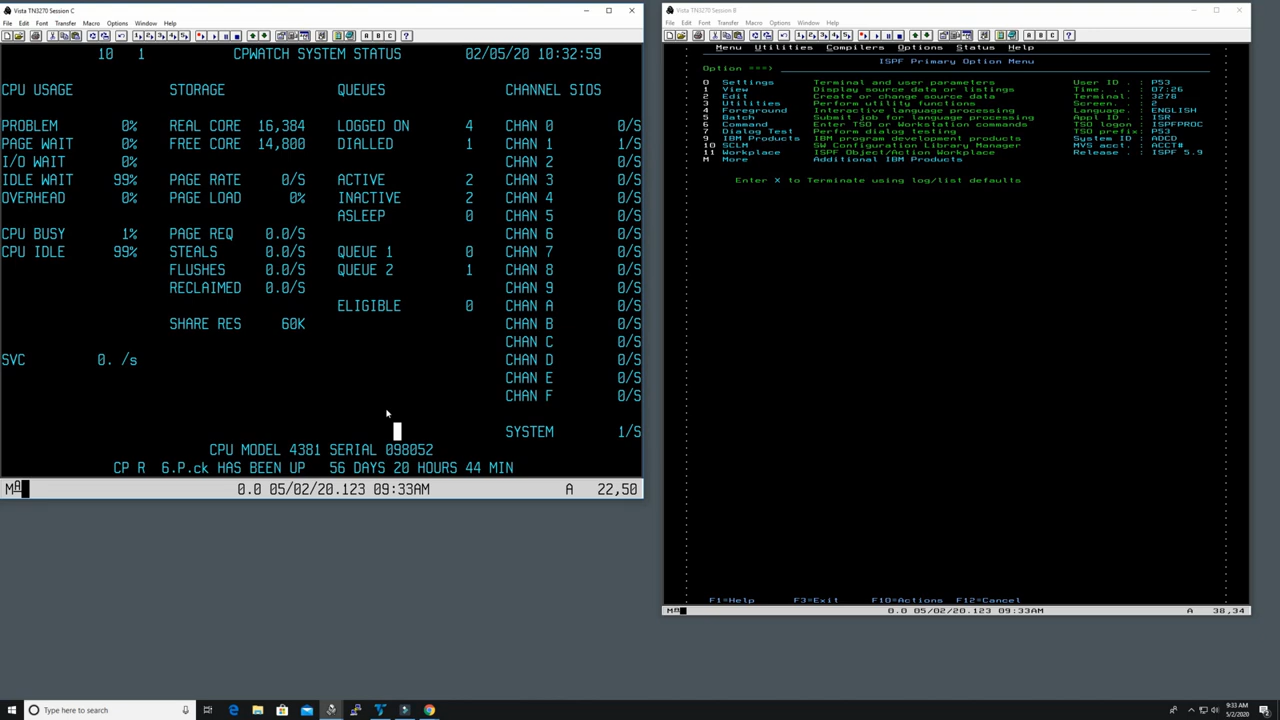 Vista TN3270 Session C
File Edit Font Transfer Macro Options Window Help
10 1 CPWATCH SYSTEM STATUS 02/05/20 10:32:59
CPU USAGE STORAGE QUEUES CHANNEL SIOS
PROBLEM 0% REAL CORE 16,384 LOGGED ON 4 CHAN 0 0/S
PAGE WAIT 0% FREE CORE 14,000 DIALLED 1 CHAN 1 1/S
I/O WAIT 0% CHAN 2 0/S
IDLE WAIT 99% PAGE RATE 0/S ACTIVE 2 CHAN 3 0/S
OVERHEAD 0% PAGE LOAD 0% INACTIVE 2 CHAN 4 0/S
ASLEEP 0 CHAN 5 0/S
CPU BUSY 1% PAGE REQ 0.0/S CHAN 6 0/S
CPU IDLE 99% STEALS 0.0/S QUEUE 1 0 CHAN 7 0/S
FLUSHES 0.0/S QUEUE 2 1 CHAN 8 0/S
RECLAIMED 0.0/S CHAN 9 0/S
ELIGIBLE 0 CHAN A 0/S
SHARE RES 60K CHAN B 0/S
CHAN C 0/S
SVC 0. /s CHAN D 0/S
CHAN E 0/S
CHAN F 0/S
SYSTEM 1/S
CPU MODEL 4381 SERIAL 098052
CP R 6.P.ck HAS BEEN UP 56 DAYS 20 HOURS 44 MIN
MA 0.0 05/02/20.123 09:33AM A 22,50
Vista TN3270 Session B
File Edit Font Transfer Macro Options Window Help
Menu Utilities Compilers Options Status Help
ISPF Primary Option Menu
Option ===>
0 Settings Terminal and user parameters User ID . : P53
1 View Display source data or listings Time. . . : 07:26
2 Edit Create or change source data Terminal. : 3278
3 Utilities Perform utility functions Screen. . : 2
4 Foreground Interactive language processing Language. : ENGLISH
5 Batch Submit job for language processing Appl ID . : ISR
6 Command Enter TSO or Workstation commands TSO logon : ISPFPROC
7 Dialog Test Perform dialog testing TSO prefix: P53
9 IBM Products IBM program development products System ID : ADCD
10 SCLM SW Configuration Library Manager MVS acct. : ACCT#
11 Workplace ISPF Object/Action Workplace Release . : ISPF 5.9
M More Additional IBM Products
Enter X to Terminate using log/list defaults
F1=Help F3=Exit F10=Actions F12=Cancel
MB 0.0 05/02/20.123 09:33AM A 38,34
Type here to search
9:33 AM
5/2/2020